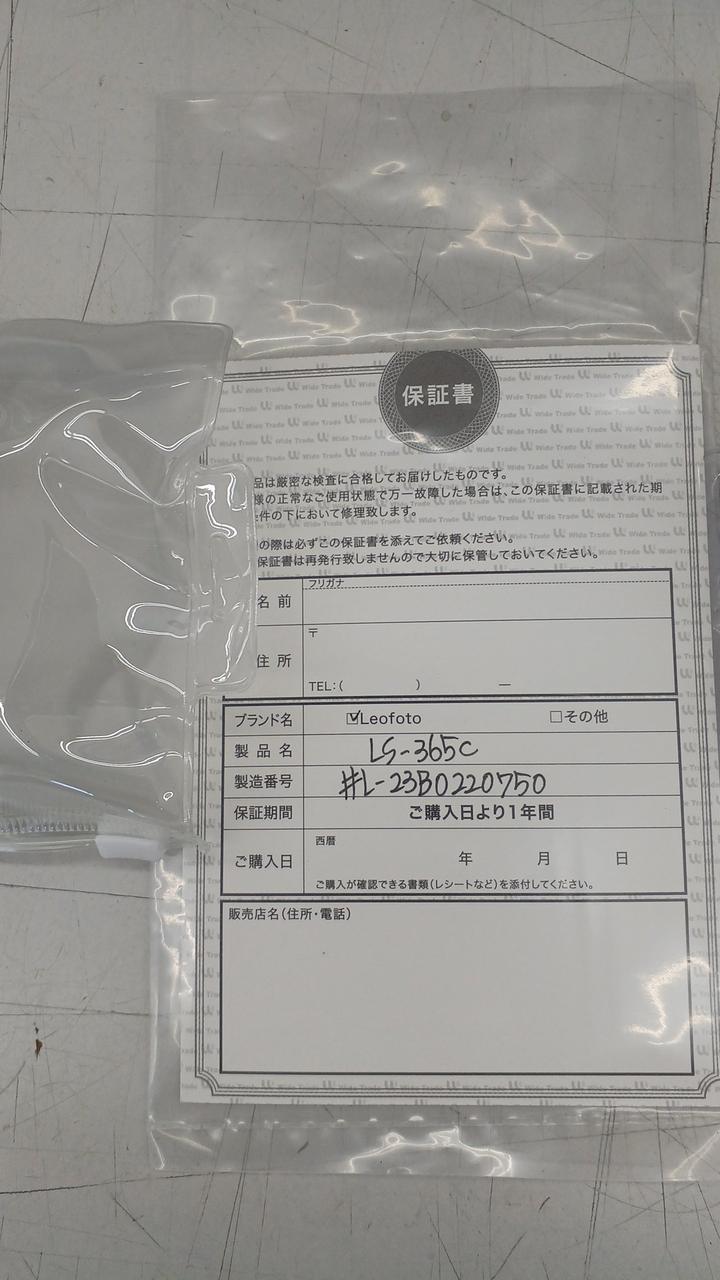 保証書
品は厳密な検査に合格してお届けしたものです。
様の正常なご使用状態で万一故障した場合は、この保証書に記載された期
件の下において修理致します。
の際は必ずこの保証書を添えてご依頼ください。
保証書は再発行致しませんので大切に保管しておいてください。
フリガナ
名 前
〒
住 所
TEL:( ) ー
ブランド名 ☑Leofoto □その他
製 品 名 LS-365C
製造番号 #L-23B0220750
保証期間 ご購入日より1年間
西暦
ご購入日 年 月 日
ご購入が確認できる書類(レシートなど)を添付してください。
販売店名(住所・電話)